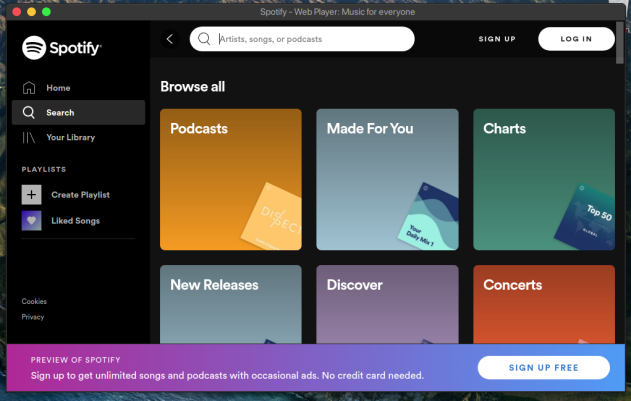 Spotify - Web Player: Music for everyone
Spotify
Artists, songs, or podcasts
SIGN UP
LOG IN
Home
Search
Your Library
PLAYLISTS
Create Playlist
Liked Songs
Cookies
Privacy
Browse all
Podcasts
DISSECT
Made For You
Your
Daily Mix 1
Charts
Top 50
GLOBAL
New Releases
Discover
Concerts
PREVIEW OF SPOTIFY
Sign up to get unlimited songs and podcasts with occasional ads. No credit card needed.
SIGN UP FREE